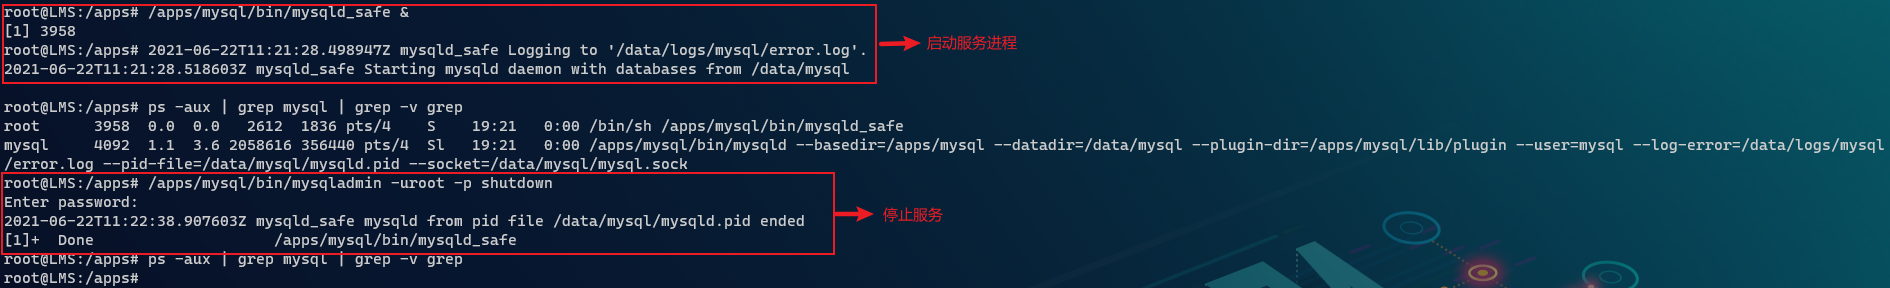 root@LMS:/apps# /apps/mysql/bin/mysqld_safe &
[1] 3958
root@LMS:/apps# 2021-06-22T11:21:28.498947Z mysqld_safe Logging to '/data/logs/mysql/error.log'.
2021-06-22T11:21:28.518603Z mysqld_safe Starting mysqld daemon with databases from /data/mysql
启动服务进程
root@LMS:/apps# ps -aux | grep mysql | grep -v grep
root      3958  0.0  0.0   2612  1836 pts/4    S    19:21   0:00 /bin/sh /apps/mysql/bin/mysqld_safe
mysql     4092  1.1  3.6 2058616 356440 pts/4  Sl   19:21   0:00 /apps/mysql/bin/mysqld --basedir=/apps/mysql --datadir=/data/mysql --plugin-dir=/apps/mysql/lib/plugin --user=mysql --log-error=/data/logs/mysql
/error.log --pid-file=/data/mysql/mysqld.pid --socket=/data/mysql/mysql.sock
root@LMS:/apps# /apps/mysql/bin/mysqladmin -uroot -p shutdown
Enter password:
2021-06-22T11:22:38.907603Z mysqld_safe mysqld from pid file /data/mysql/mysqld.pid ended
[1]+  Done                    /apps/mysql/bin/mysqld_safe
停止服务
root@LMS:/apps# ps -aux | grep mysql | grep -v grep
root@LMS:/apps#